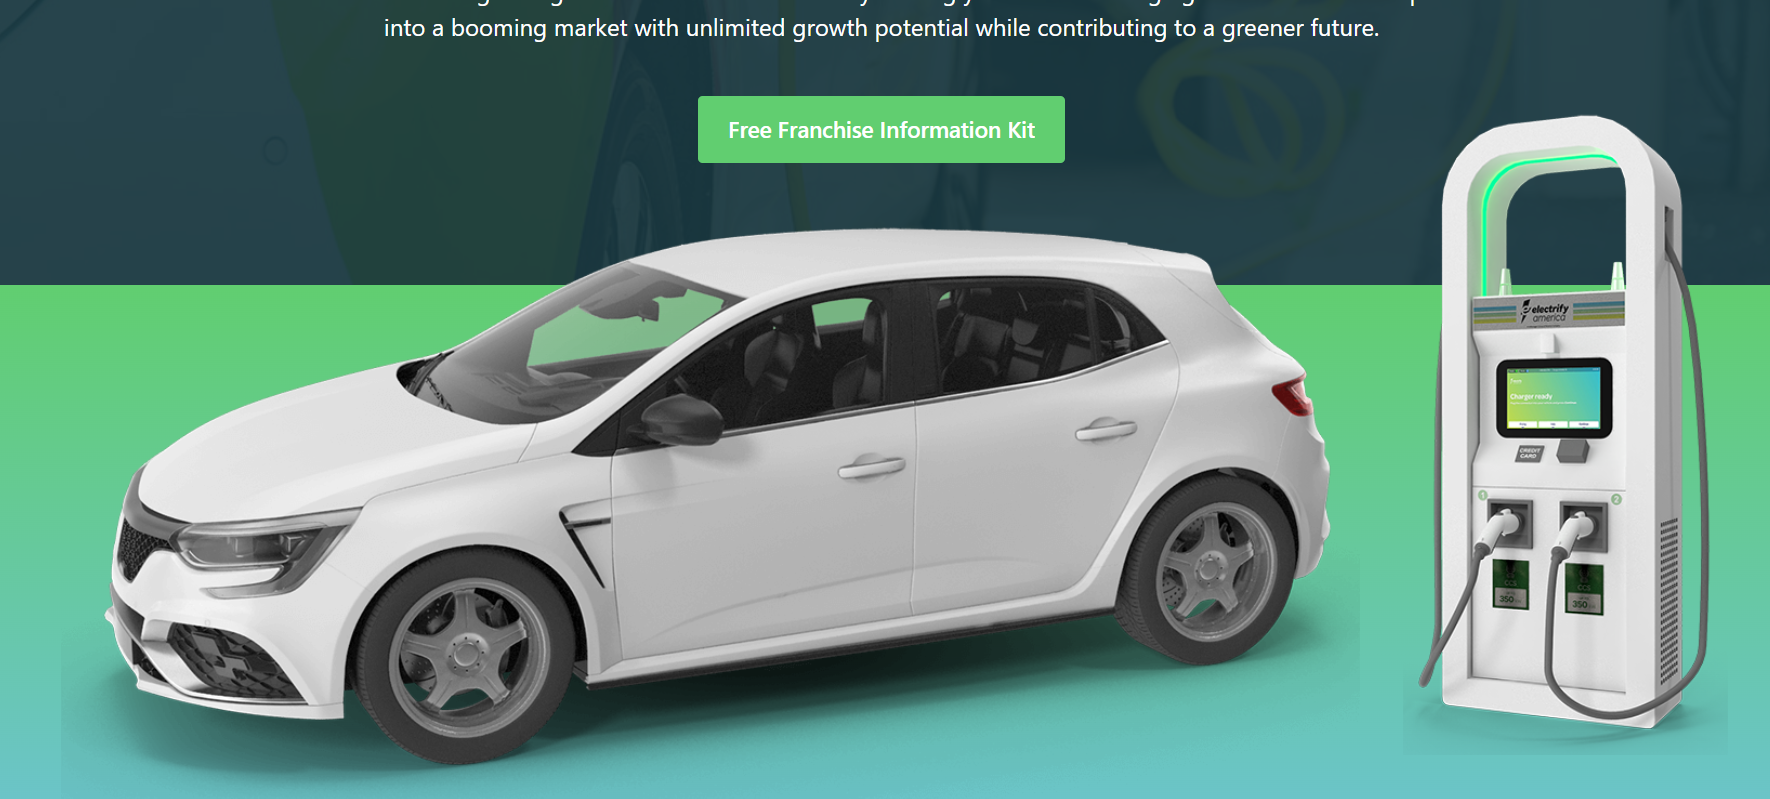 into a booming market with unlimited growth potential while contributing to a greener future.
Free Franchise Information Kit
electrify
america
Charger ready
CREDIT
CARD
1
2
CCS
350
CCS
350